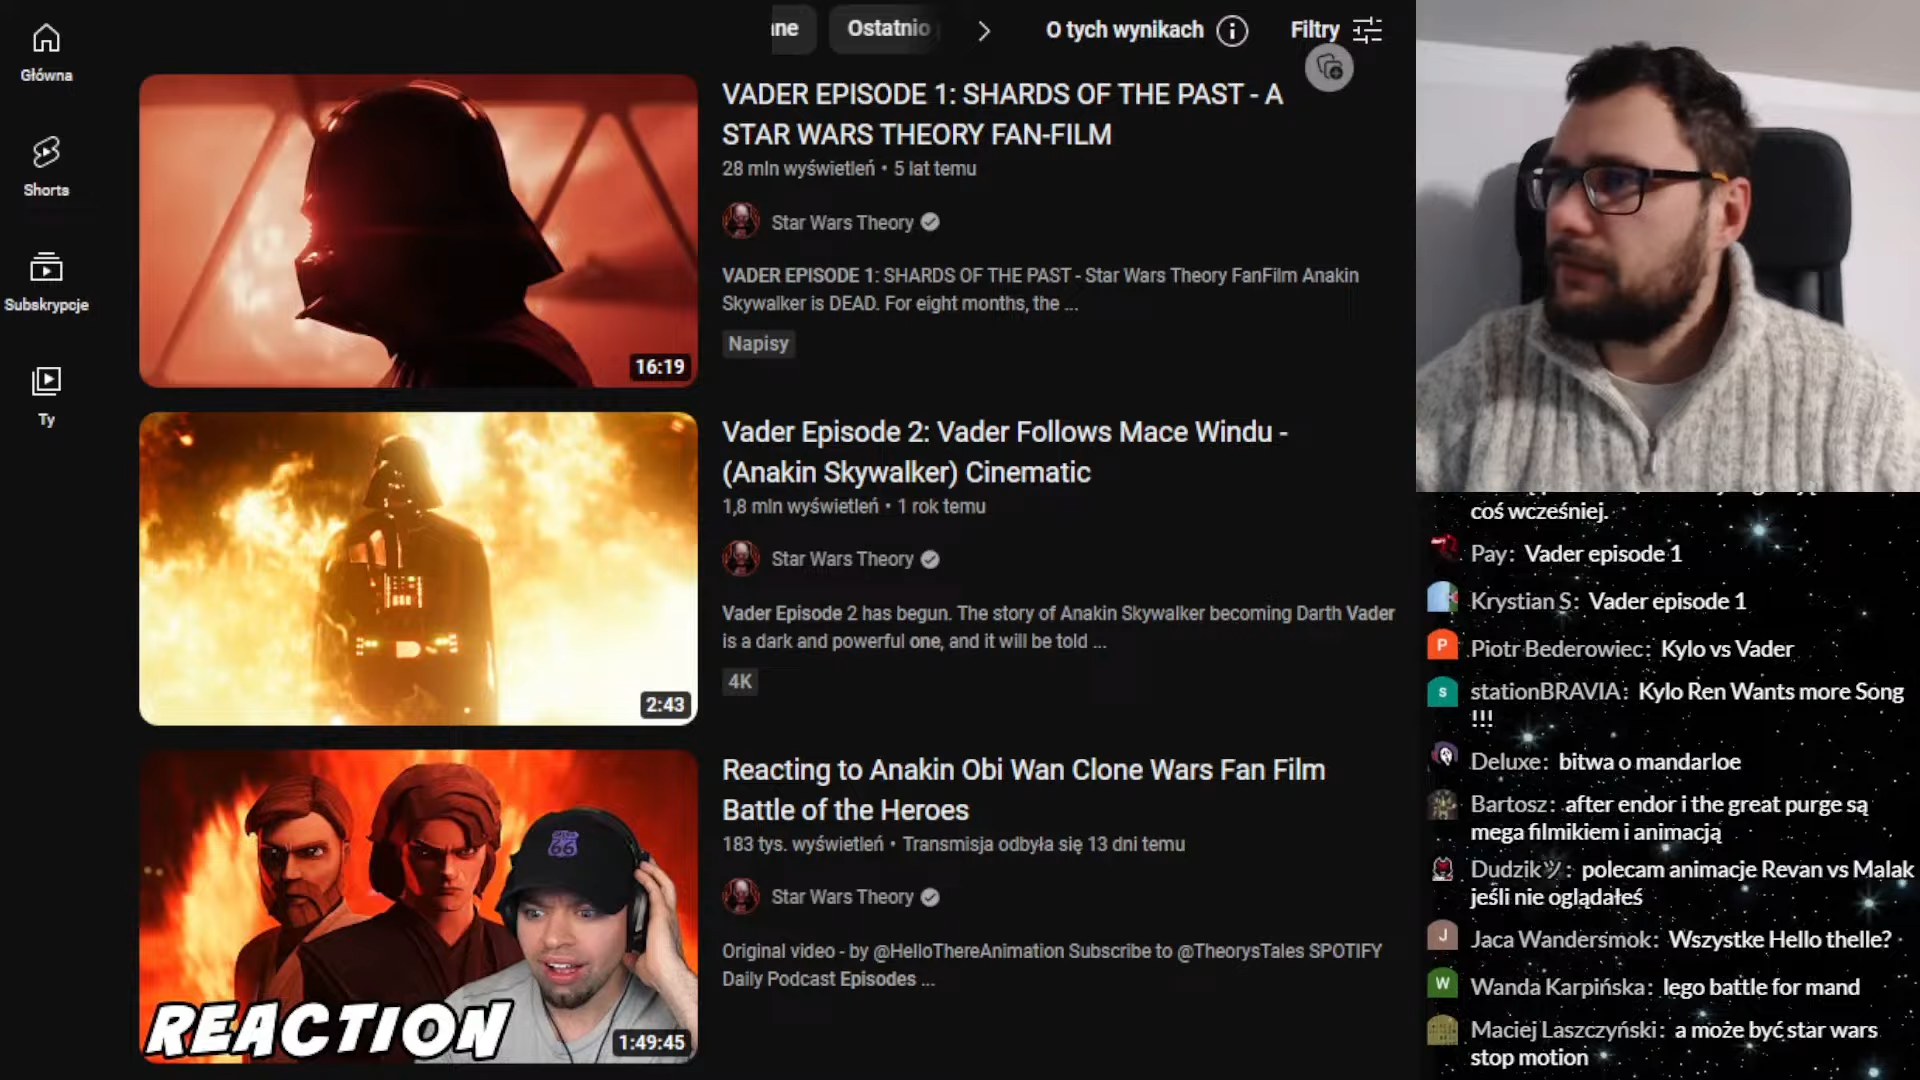 Główna
Shorts
Subskrypcje
Ty
ne
Ostatnio
O tych wynikach
Filtry
VADER EPISODE 1: SHARDS OF THE PAST - A
STAR WARS THEORY FAN-FILM
28 mln wyświetleń • 5 lat temu
Star Wars Theory
VADER EPISODE 1: SHARDS OF THE PAST - Star Wars Theory FanFilm Anakin
Skywalker is DEAD. For eight months, the ...
Napisy
16:19
Vader Episode 2: Vader Follows Mace Windu -
(Anakin Skywalker) Cinematic
1,8 mln wyświetleń • 1 rok temu
Star Wars Theory
Vader Episode 2 has begun. The story of Anakin Skywalker becoming Darth Vader
is a dark and powerful one, and it will be told ...
4K
2:43
Reacting to Anakin Obi Wan Clone Wars Fan Film
Battle of the Heroes
183 tys. wyświetleń • Transmisja odbyła się 13 dni temu
Star Wars Theory
Original video - by @HelloThereAnimation Subscribe to @TheorysTales SPOTIFY
Daily Podcast Episodes ...
66
REACTION
1:49:45
coś wcześniej.
Pay: Vader episode 1
Krystian S: Vader episode 1
P
Piotr Bederowiec: Kylo vs Vader
s
stationBRAVIA: Kylo Ren Wants more Song
!!!
Deluxe: bitwa o mandarloe
Bartosz: after endor i the great purge są
mega filmikiem i animacją
Dudzikツ: polecam animacje Revan vs Malak
jeśli nie oglądałeś
J
Jaca Wandersmok: Wszystke Hello thelle?
W
Wanda Karpińska: lego battle for mand
Maciej Laszczyński: a może być star wars
stop motion